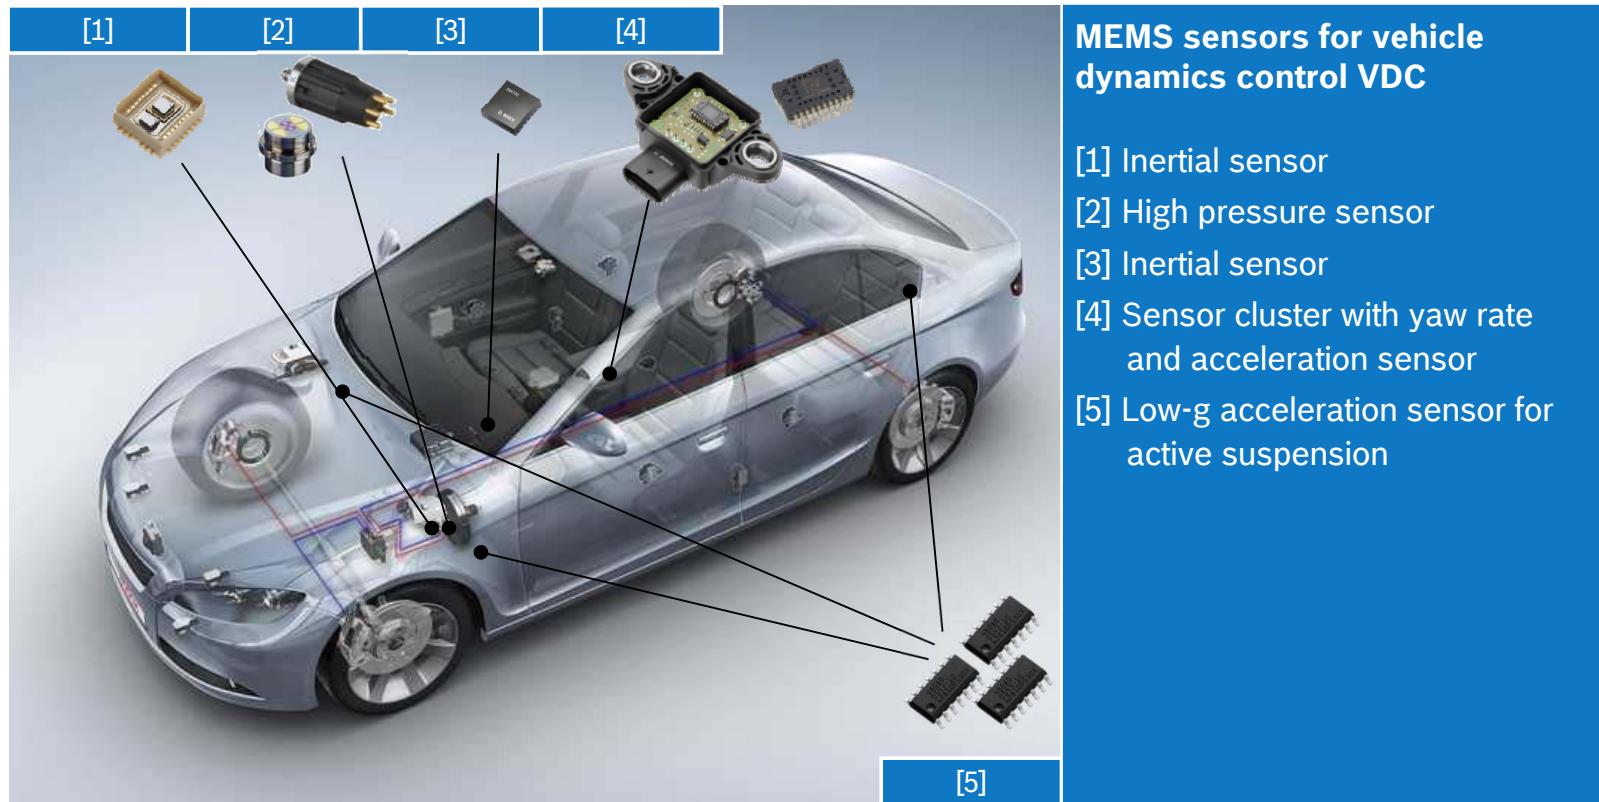 [1] [2] [3] [4]
MEMS sensors for vehicle
dynamics control VDC
[1] Inertial sensor
[2] High pressure sensor
[3] Inertial sensor
[4] Sensor cluster with yaw rate
and acceleration sensor
[5] Low-g acceleration sensor for
active suspension
[5]